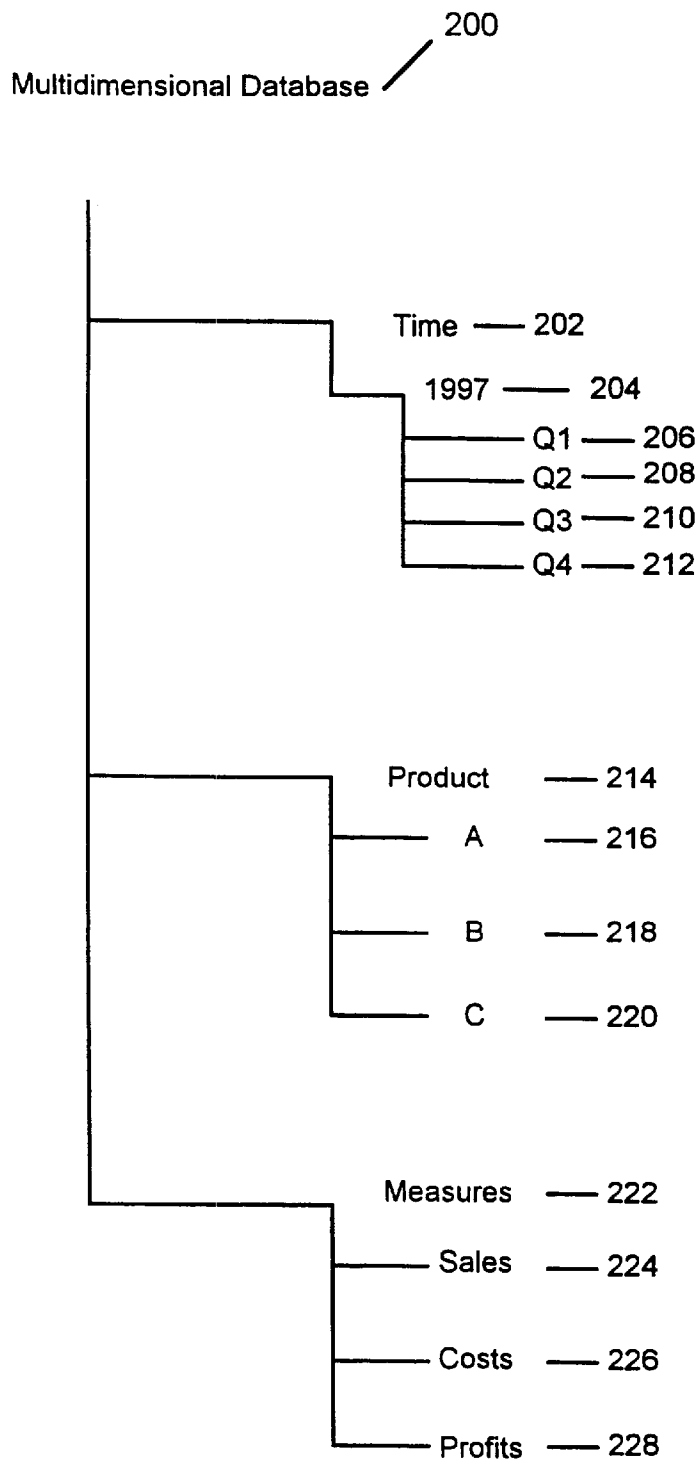 200
Multidimensional Database
Time 202
1997 204
Q1 206
Q2 208
Q3 210
Q4 212
Product 214
A 216
B 218
C 220
Measures 222
Sales 224
Costs 226
Profits 228